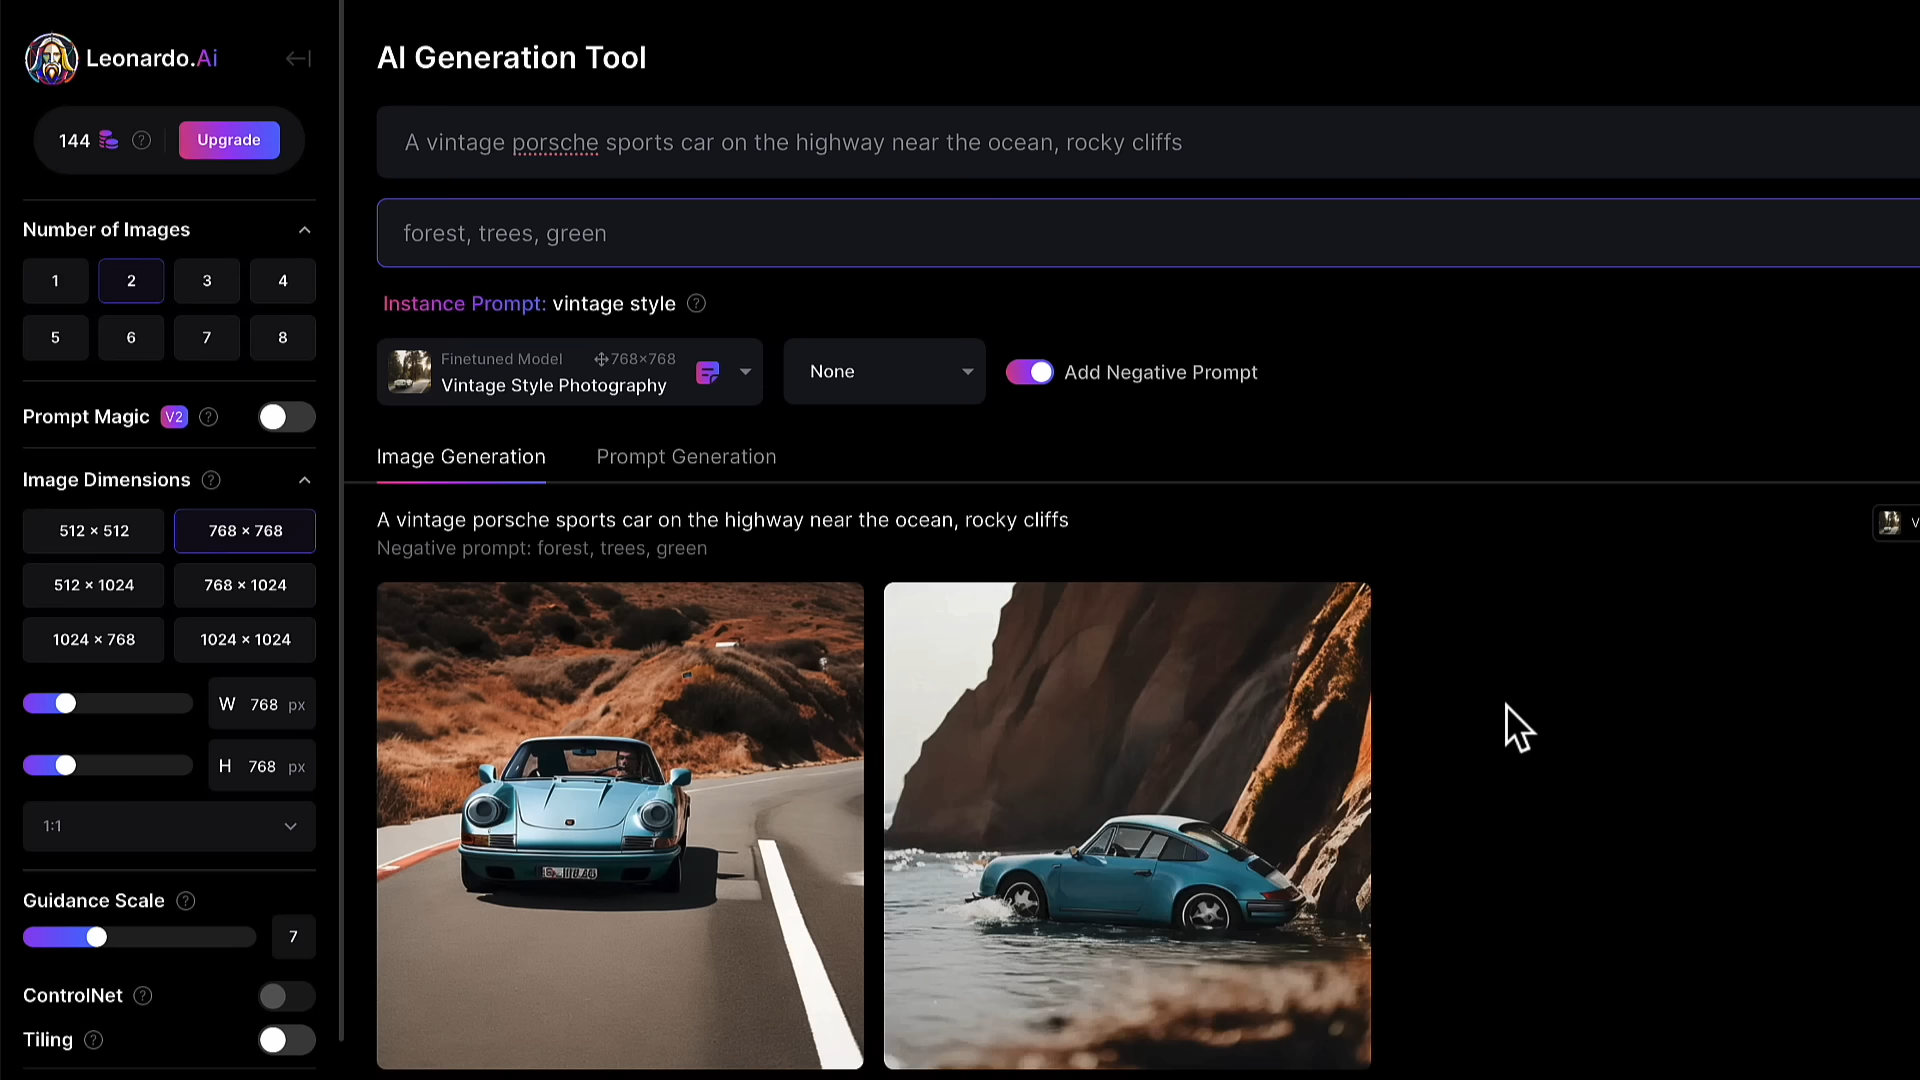 Leonardo.Ai
144
Upgrade
Number of Images
1 2 3 4
5 6 7 8
Prompt Magic V2
Image Dimensions
512 × 512 768 × 768
512 × 1024 768 × 1024
1024 × 768 1024 × 1024
W 768 px
H 768 px
1:1
Guidance Scale
7
ControlNet
Tiling
AI Generation Tool
A vintage porsche sports car on the highway near the ocean, rocky cliffs
forest, trees, green
Instance Prompt: vintage style
Finetuned Model 768×768
Vintage Style Photography
None
Add Negative Prompt
Image Generation Prompt Generation
A vintage porsche sports car on the highway near the ocean, rocky cliffs
Negative prompt: forest, trees, green